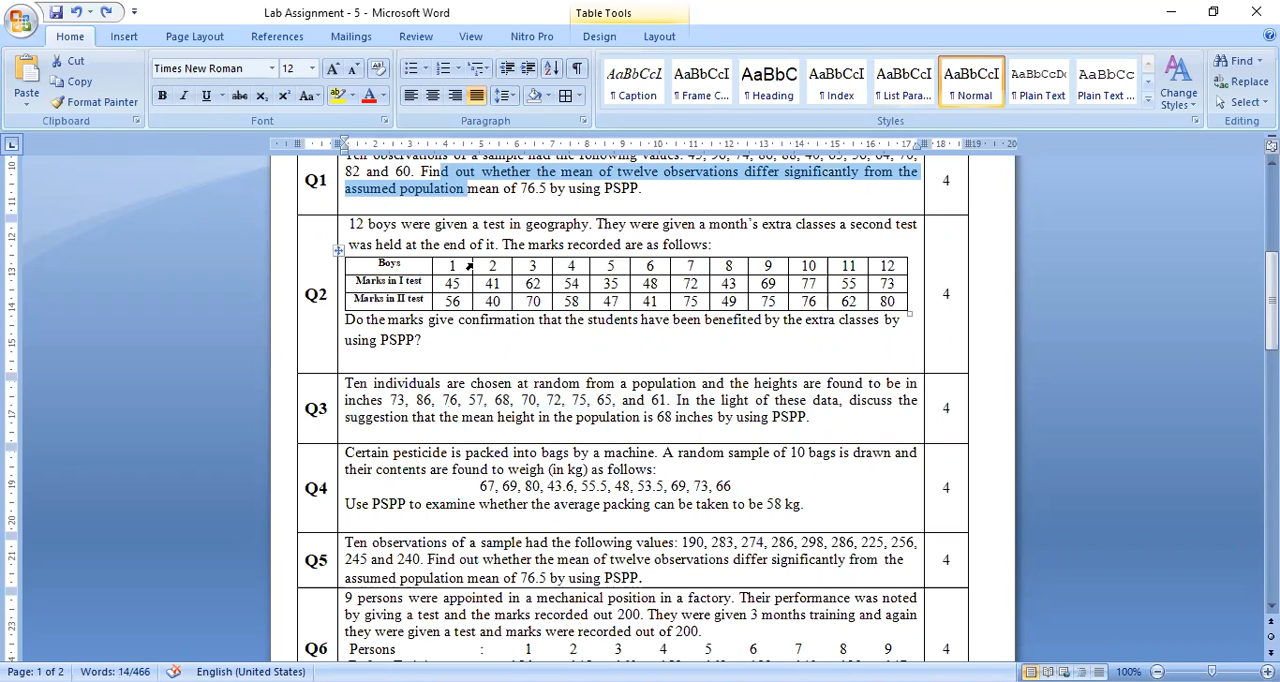 Lab Assignment - 5 - Microsoft Word
Table Tools
Home Insert Page Layout References Mailings Review View Nitro Pro Design Layout
Paste
Cut
Copy
Format Painter
Clipboard
Times New Roman 12
B I U abc X₂ X² Aa
Font
Paragraph
AaBbCcI AaBbCcI AaBbC AaBbCcI AaBbCcI AaBbCcI AaBbCcD AaBbCc
¶ Caption ¶ Frame C... ¶ Heading ¶ Index ¶ List Para... ¶ Normal ¶ Plain Text Plain Text ...
Change Styles
Styles
Find
Replace
Select
Editing
Q1
82 and 60. Find out whether the mean of twelve observations differ significantly from the
assumed population mean of 76.5 by using PSPP.
4
Q2
12 boys were given a test in geography. They were given a month's extra classes a second test
was held at the end of it. The marks recorded are as follows:
Boys 1 2 3 4 5 6 7 8 9 10 11 12
Marks in I test 45 41 62 54 35 48 72 43 69 77 55 73
Marks in II test 56 40 70 58 47 41 75 49 75 76 62 80
Do the marks give confirmation that the students have been benefited by the extra classes by
using PSPP?
4
Q3
Ten individuals are chosen at random from a population and the heights are found to be in
inches 73, 86, 76, 57, 68, 70, 72, 75, 65, and 61. In the light of these data, discuss the
suggestion that the mean height in the population is 68 inches by using PSPP.
4
Q4
Certain pesticide is packed into bags by a machine. A random sample of 10 bags is drawn and
their contents are found to weigh (in kg) as follows:
67, 69, 80, 43.6, 55.5, 48, 53.5, 69, 73, 66
Use PSPP to examine whether the average packing can be taken to be 58 kg.
4
Q5
Ten observations of a sample had the following values: 190, 283, 274, 286, 298, 286, 225, 256,
245 and 240. Find out whether the mean of twelve observations differ significantly from the
assumed population mean of 76.5 by using PSPP.
4
Q6
9 persons were appointed in a mechanical position in a factory. Their performance was noted
by giving a test and the marks recorded out 200. They were given 3 months training and again
they were given a test and marks were recorded out of 200.
Persons : 1 2 3 4 5 6 7 8 9
4
Page: 1 of 2 Words: 14/466 English (United States) 100%